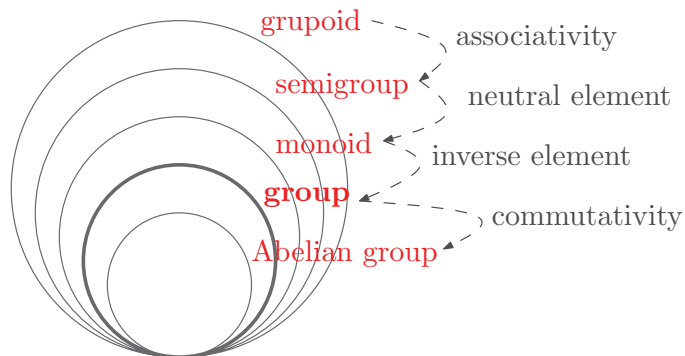 grupoid
associativity
semigroup
neutral element
monoid
inverse element
group
commutativity
Abelian group